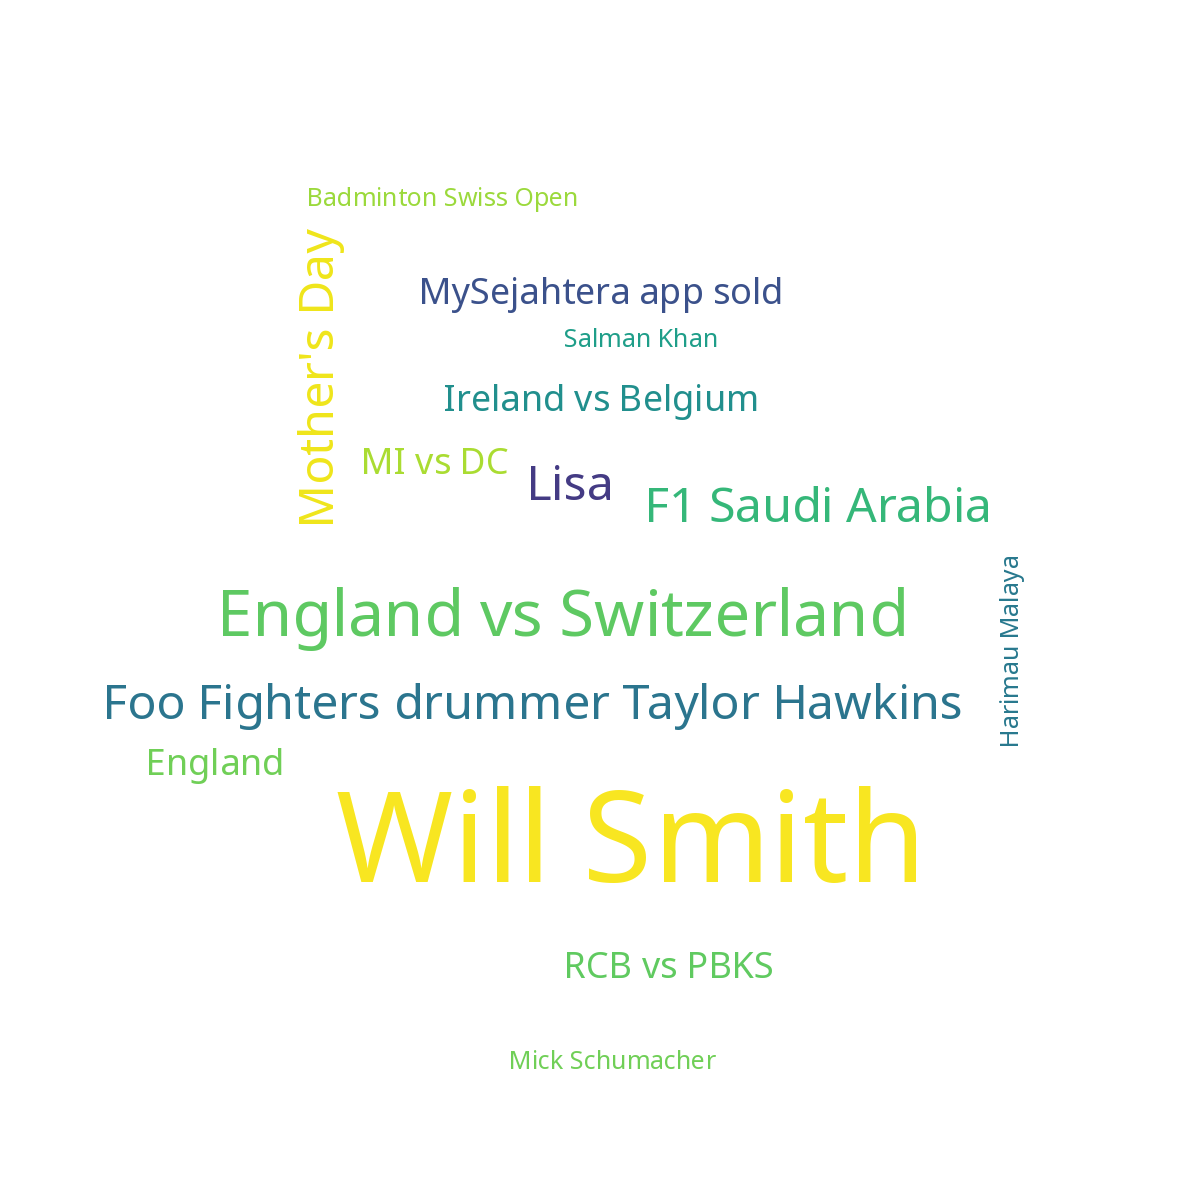 Badminton Swiss Open
Mother's Day
MySejahtera app sold
Salman Khan
Ireland vs Belgium
MI vs DC
Lisa
F1 Saudi Arabia
England vs Switzerland
Harimau Malaya
Foo Fighters drummer Taylor Hawkins
England
Will Smith
RCB vs PBKS
Mick Schumacher